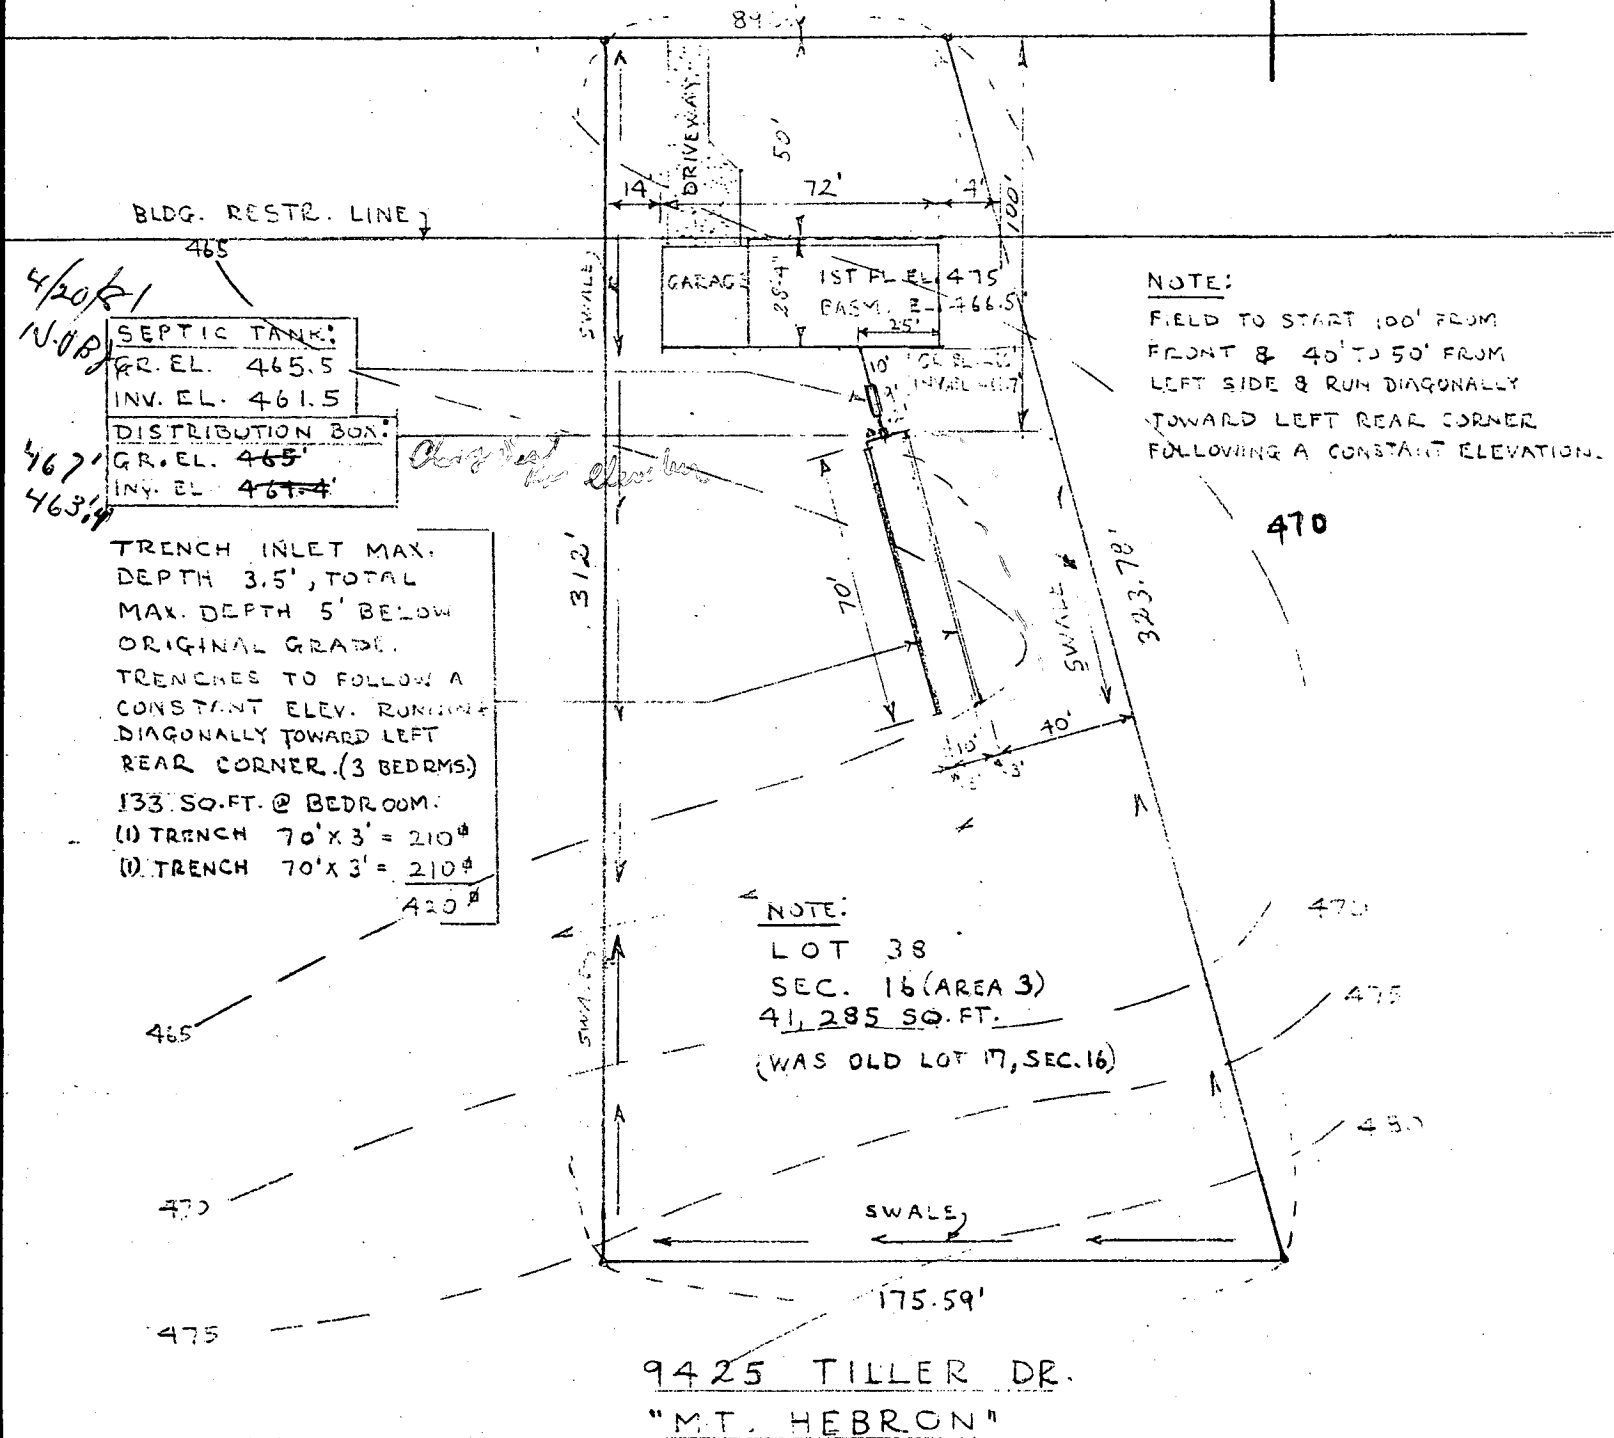 DRIVEWAY
50'
14'
72'
100'
BLDG. RESTR. LINE
465
SWALE
GARAGE
28'-4"
1ST FL. EL. 475
BASM. EL. 466.5'
25'
10'
4/20/81
SEPTIC TANK:
GR. EL. 465.5
INV. EL. 461.5
DISTRIBUTION BOX:
467' GR. EL. 465'
463.4 INV. EL. 461.4'
NOTE:
FIELD TO START 100' FROM
FRONT & 40' TO 50' FROM
LEFT SIDE & RUN DIAGONALLY
TOWARD LEFT REAR CORNER
FOLLOWING A CONSTANT ELEVATION.
470
TRENCH INLET MAX.
DEPTH 3.5', TOTAL
MAX. DEPTH 5' BELOW
ORIGINAL GRADE.
TRENCHES TO FOLLOW A
CONSTANT ELEV. RUNNING
DIAGONALLY TOWARD LEFT
REAR CORNER. (3 BEDRMS.)
133 SQ.FT. @ BEDROOM.
(1) TRENCH 70' X 3' = 210
(1) TRENCH 70' X 3' = 210
420
312'
70'
SWALE
323.78'
10'
40'
3'
3'
NOTE:
LOT 38
SEC. 16 (AREA 3)
41,285 SQ. FT.
(WAS OLD LOT 17, SEC. 16)
SWALE
465
470
475
470
475
480
SWALE
175.59'
9425 TILLER DR.
"MT. HEBRON"